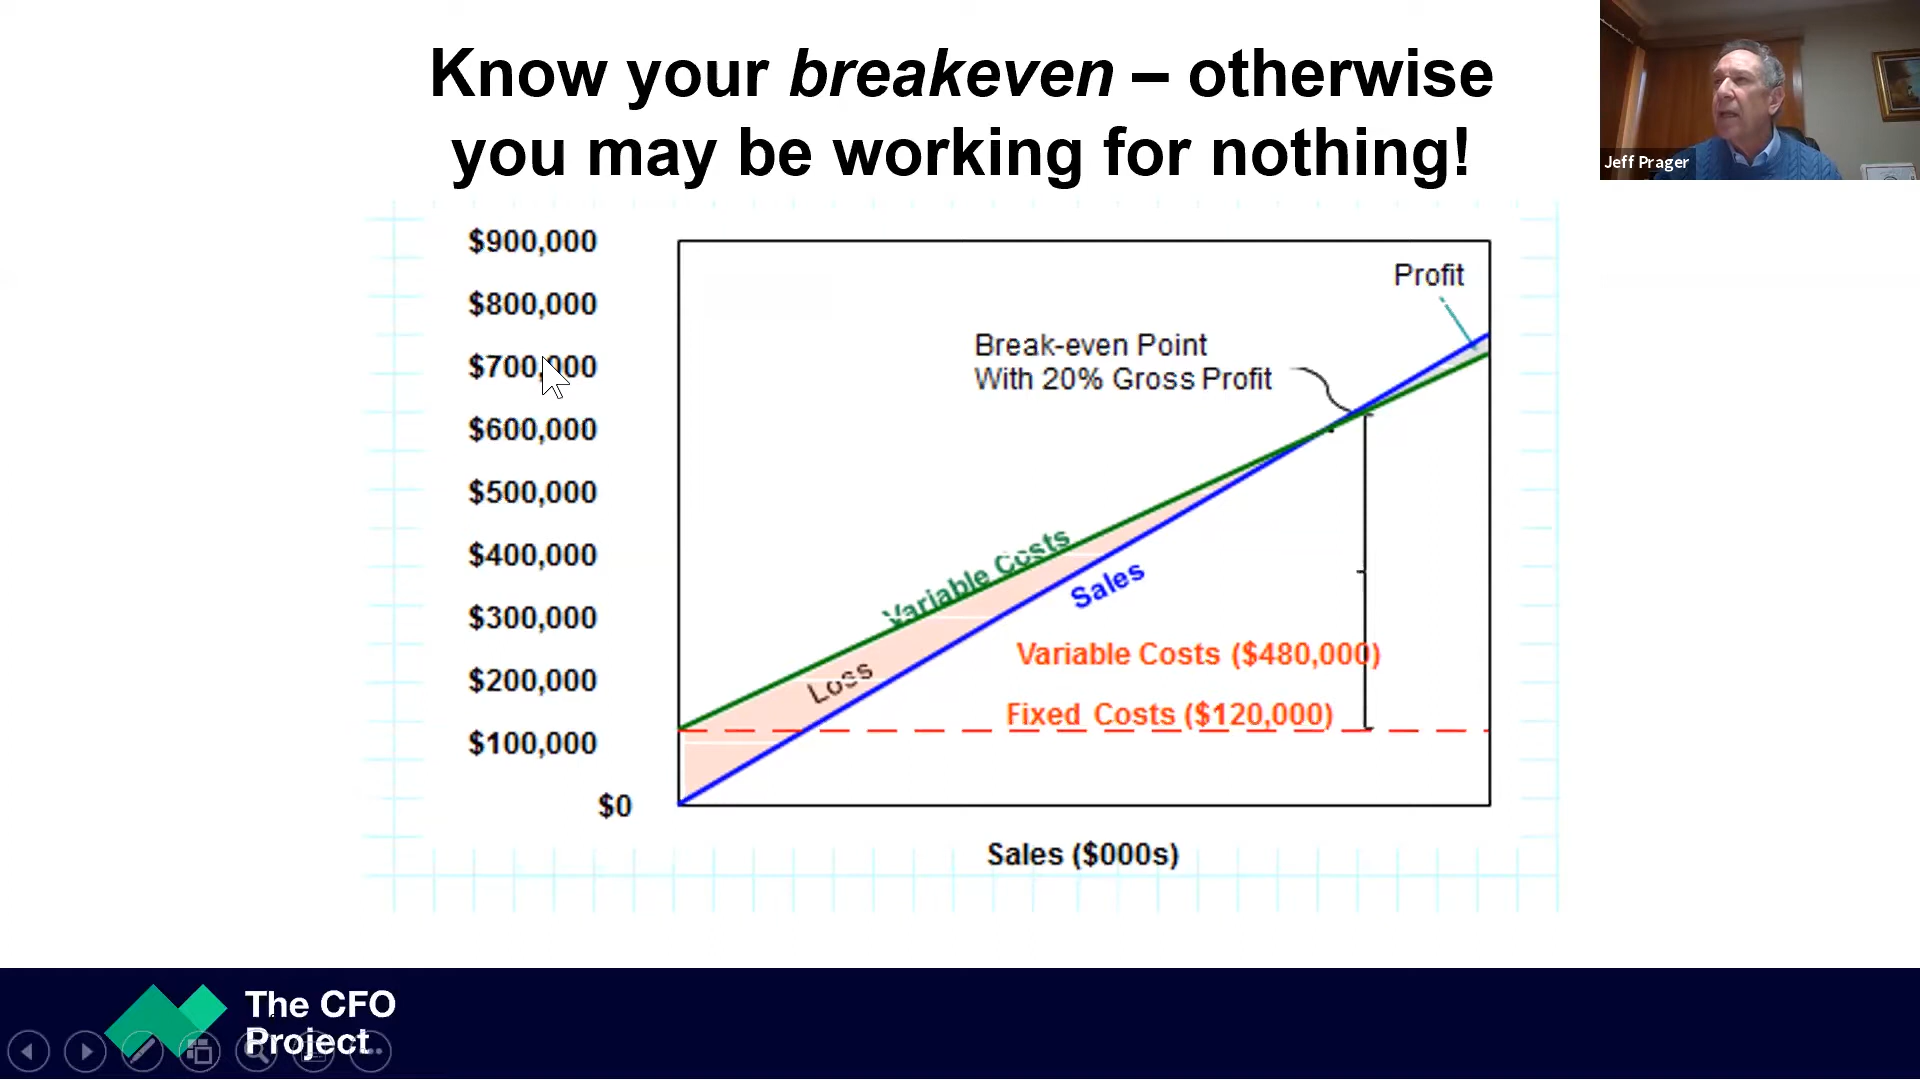 Know your breakeven – otherwise
you may be working for nothing!
Jeff Prager
$900,000
$800,000
$700,000
$600,000
$500,000
$400,000
$300,000
$200,000
$100,000
$0
Profit
Break-even Point
With 20% Gross Profit
Variable Costs
Sales
Loss
Variable Costs ($480,000)
Fixed Costs ($120,000)
Sales ($000s)
The CFO
Project